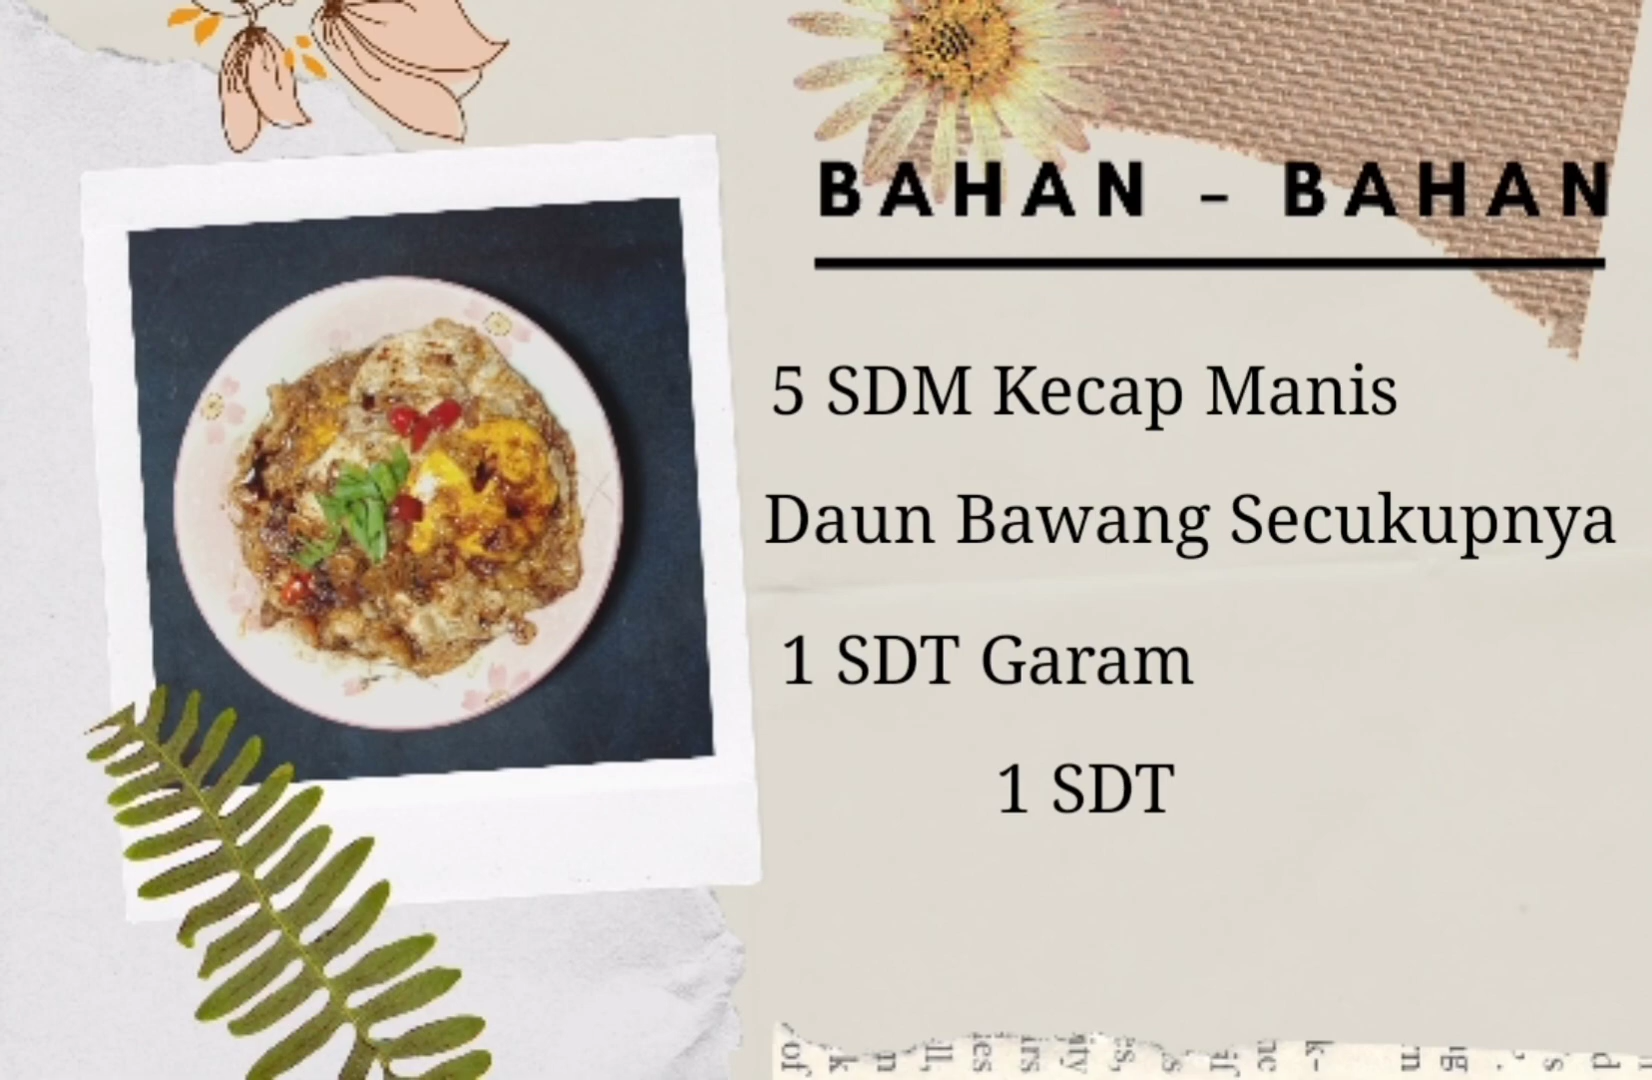 BAHAN - BAHAN
5 SDM Kecap Manis
Daun Bawang Secukupnya
1 SDT Garam
1 SDT